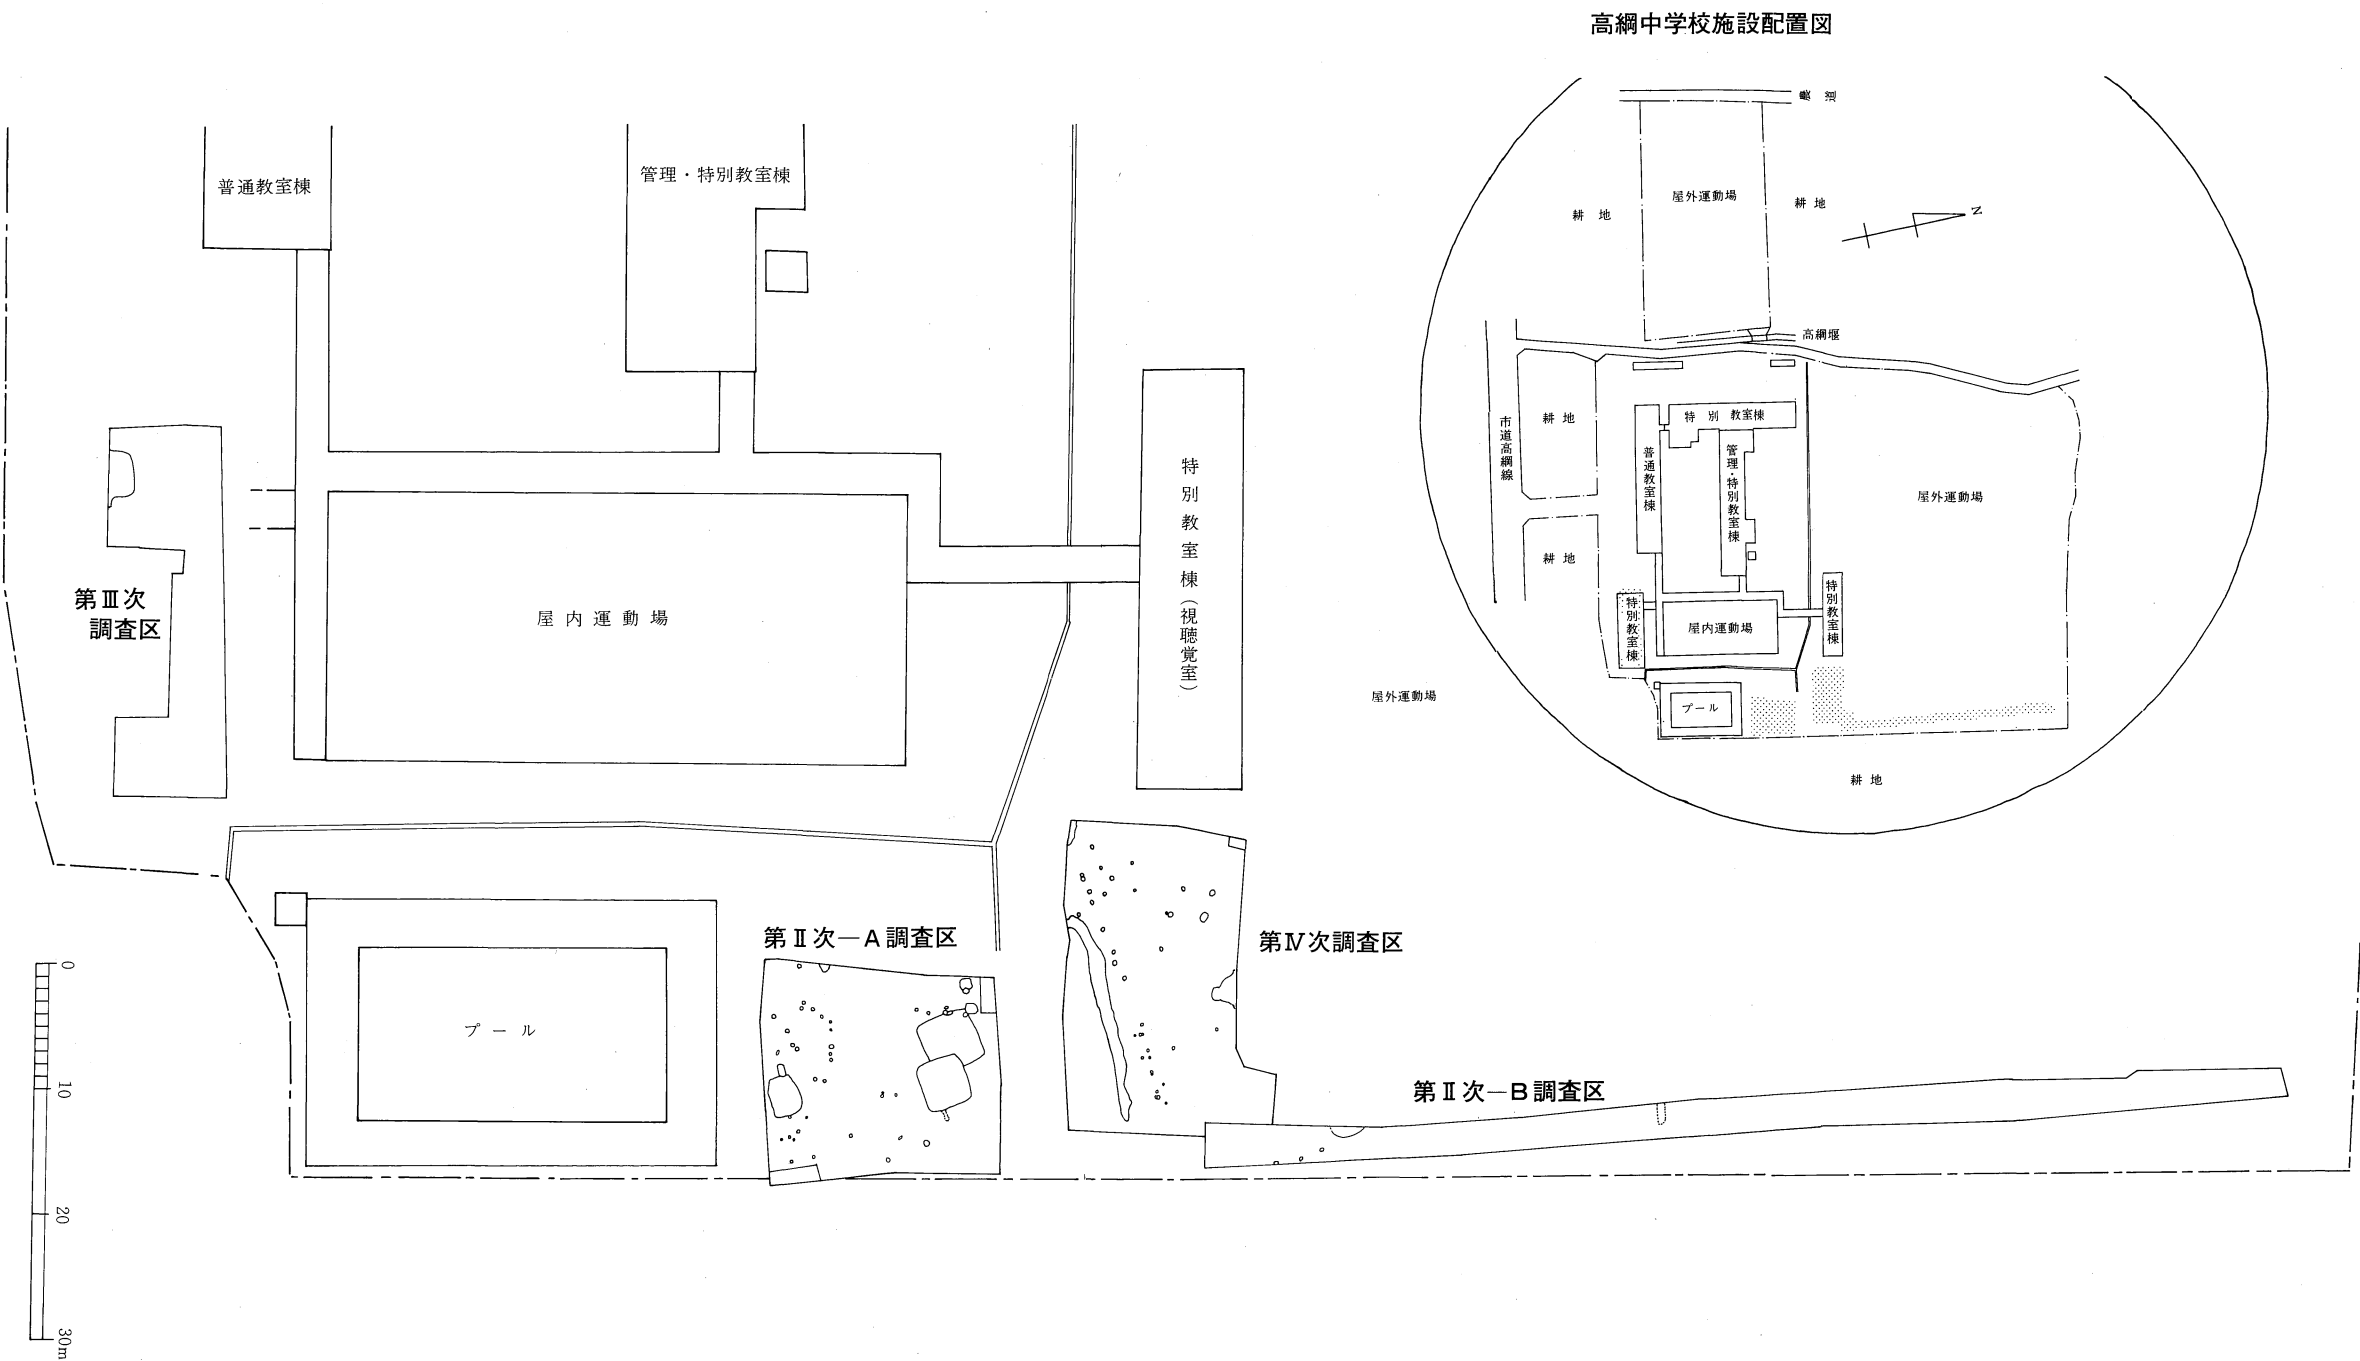 高綱中学校施設配置図
農道
屋外運動場
耕地
耕地
N
高綱堰
市道高綱線
耕地
耕地
特別教室棟
普通教室棟
管理・特別教室棟
屋外運動場
特別教室棟
特別教室棟
屋内運動場
プール
耕地
普通教室棟
管理・特別教室棟
特別教室棟(視聴覚室)
第Ⅲ次
調査区
屋内運動場
屋外運動場
第Ⅱ次—A調査区
第Ⅳ次調査区
プール
第Ⅱ次—B調査区
0
10
20
30m